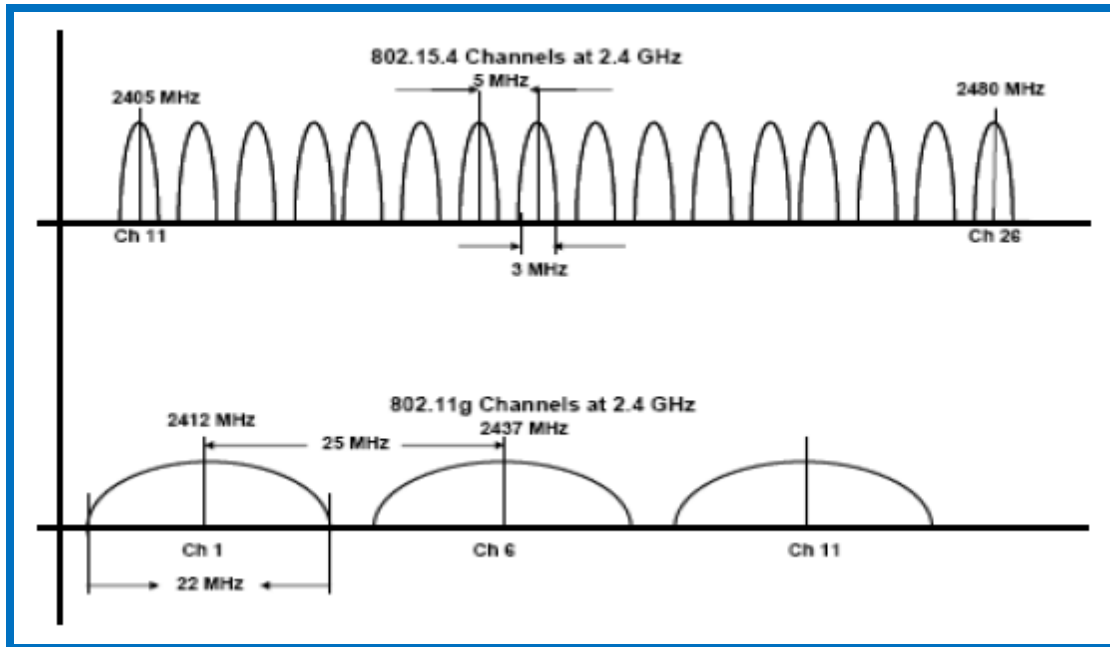 802.15.4 Channels at 2.4 GHz
5 MHz
2405 MHz
2480 MHz
Ch 11
Ch 26
3 MHz
802.11g Channels at 2.4 GHz
2412 MHz
2437 MHz
25 MHz
Ch 1
Ch 6
Ch 11
22 MHz